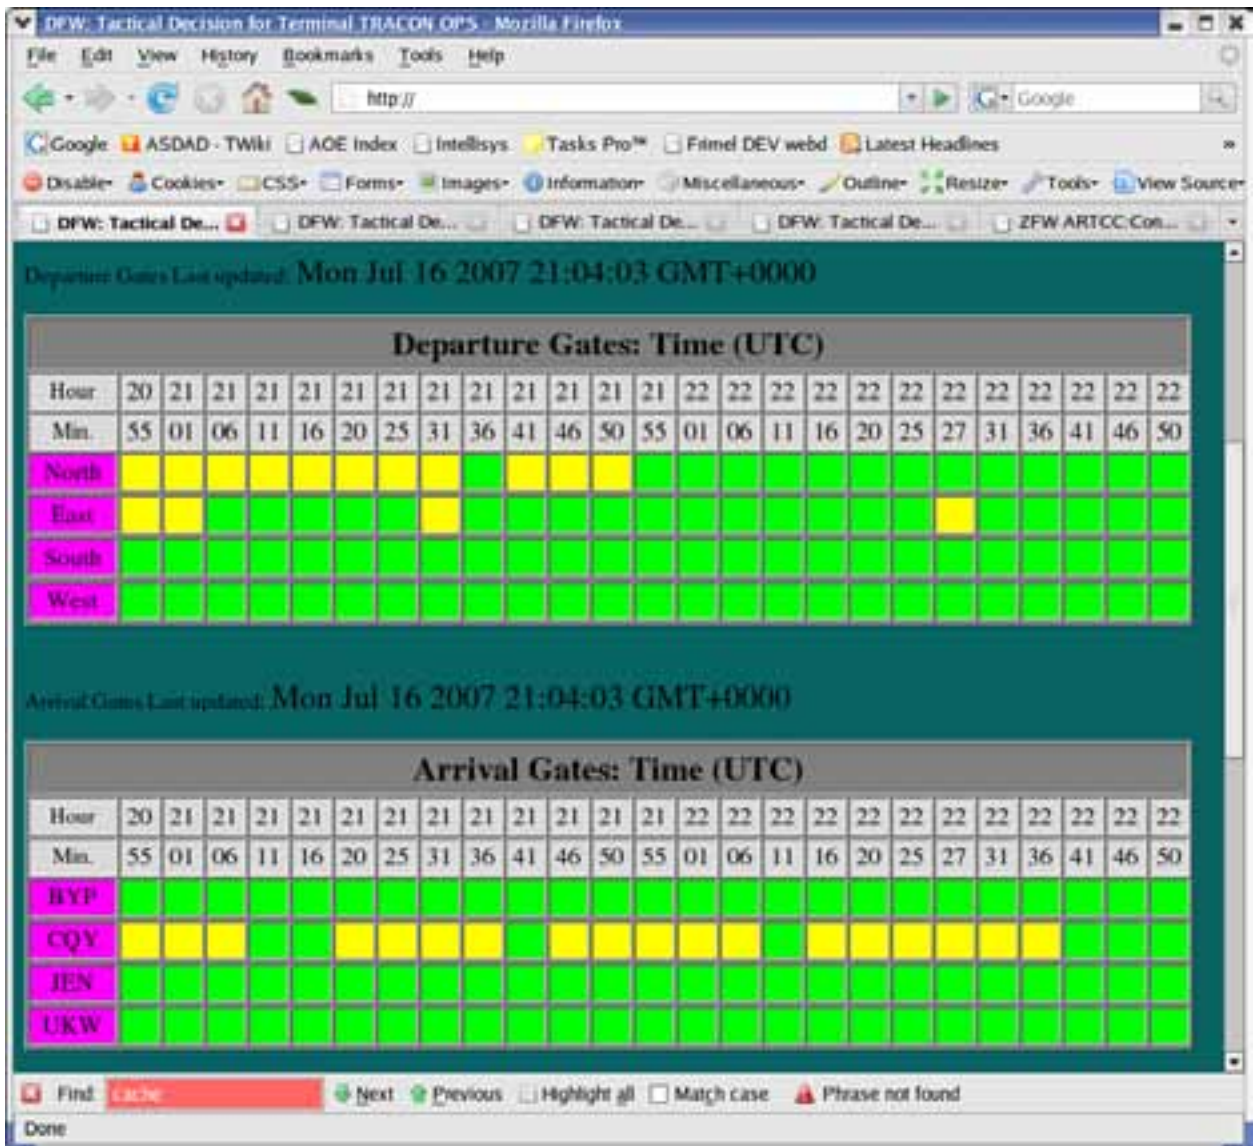 DFW: Tactical Decision for Terminal TRACON OPS - Mozilla Firefox
File Edit View History Bookmarks Tools Help
http:// Google
Google ASDAD - TWiki AOE Index Intellisys Tasks Pro™ Frimel DEV webd Latest Headlines »
Disable Cookies CSS Forms Images Information Miscellaneous Outline Resize Tools View Source
DFW: Tactical De... DFW: Tactical De... DFW: Tactical De... DFW: Tactical De... ZFW ARTCC Con...
Departure Gates Last updated: Mon Jul 16 2007 21:04:03 GMT+0000
Departure Gates: Time (UTC)
Hour 20 21 21 21 21 21 21 21 21 21 21 21 21 22 22 22 22 22 22 22 22 22 22 22 22
Min. 55 01 06 11 16 20 25 31 36 41 46 50 55 01 06 11 16 20 25 27 31 36 41 46 50
North
East
South
West
Arrival Gates Last updated: Mon Jul 16 2007 21:04:03 GMT+0000
Arrival Gates: Time (UTC)
Hour 20 21 21 21 21 21 21 21 21 21 21 21 21 22 22 22 22 22 22 22 22 22 22 22 22
Min. 55 01 06 11 16 20 25 31 36 41 46 50 55 01 06 11 16 20 25 27 31 36 41 46 50
BYP
CQY
JEN
UKW
Find: cache Next Previous Highlight all Match case Phrase not found
Done